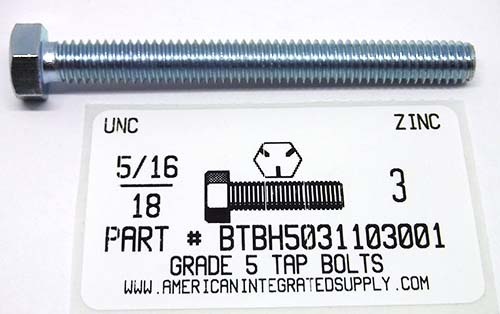 UNC ZINC
5/16
18
3
PART # BTBH5031103001
GRADE 5 TAP BOLTS
WWW.AMERICANINTEGRATEDSUPPLY.COM